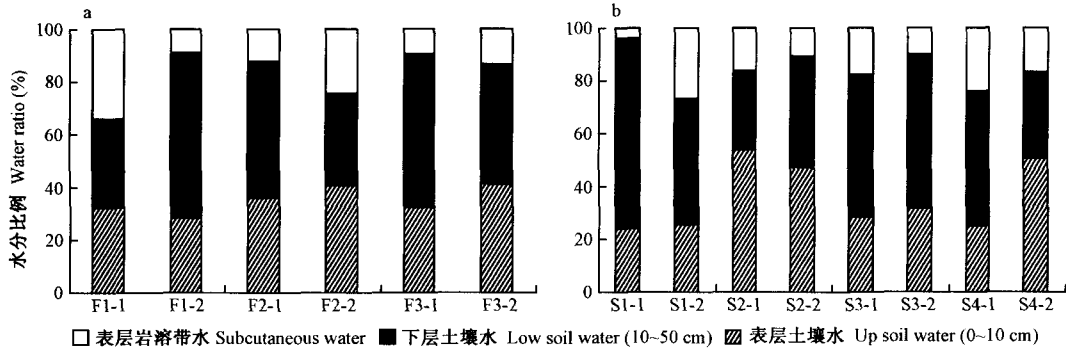 a
b
水分比例 Water ratio (%)
100
80
60
40
20
0
F1-1 F1-2 F2-1 F2-2 F3-1 F3-2
100
80
60
40
20
0
S1-1 S1-2 S2-1 S2-2 S3-1 S3-2 S4-1 S4-2
表层岩溶带水 Subcutaneous water 下层土壤水 Low soil water (10~50 cm) 表层土壤水 Up soil water (0~10 cm)